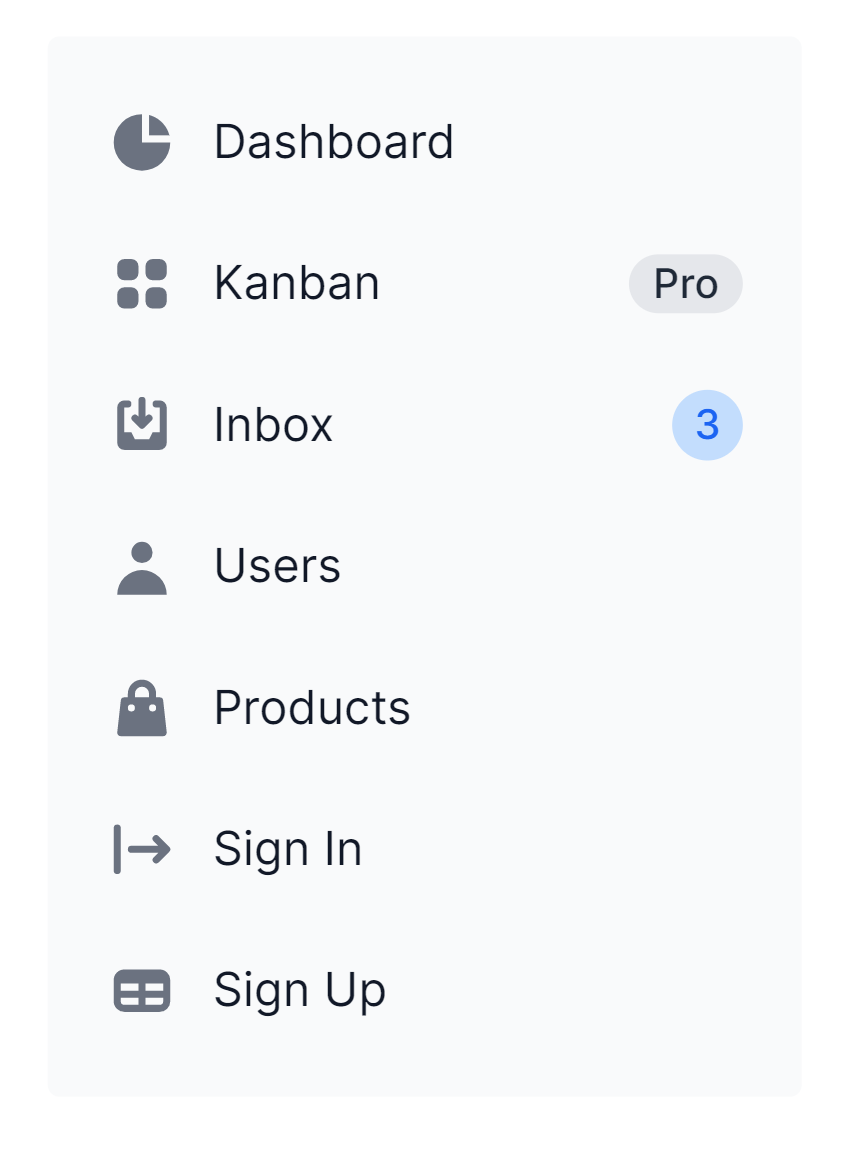 Dashboard
Kanban Pro
Inbox 3
Users
Products
Sign In
Sign Up